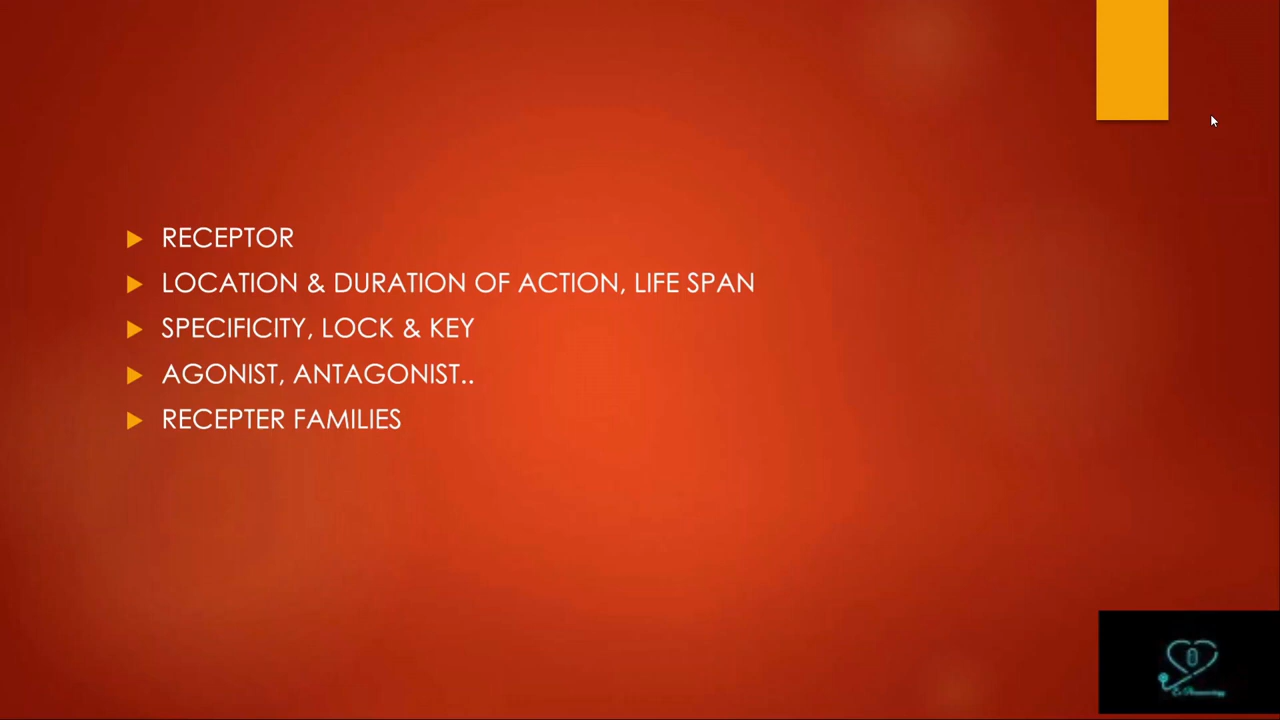 RECEPTOR
LOCATION & DURATION OF ACTION, LIFE SPAN
SPECIFICITY, LOCK & KEY
AGONIST, ANTAGONIST..
RECEPTER FAMILIES